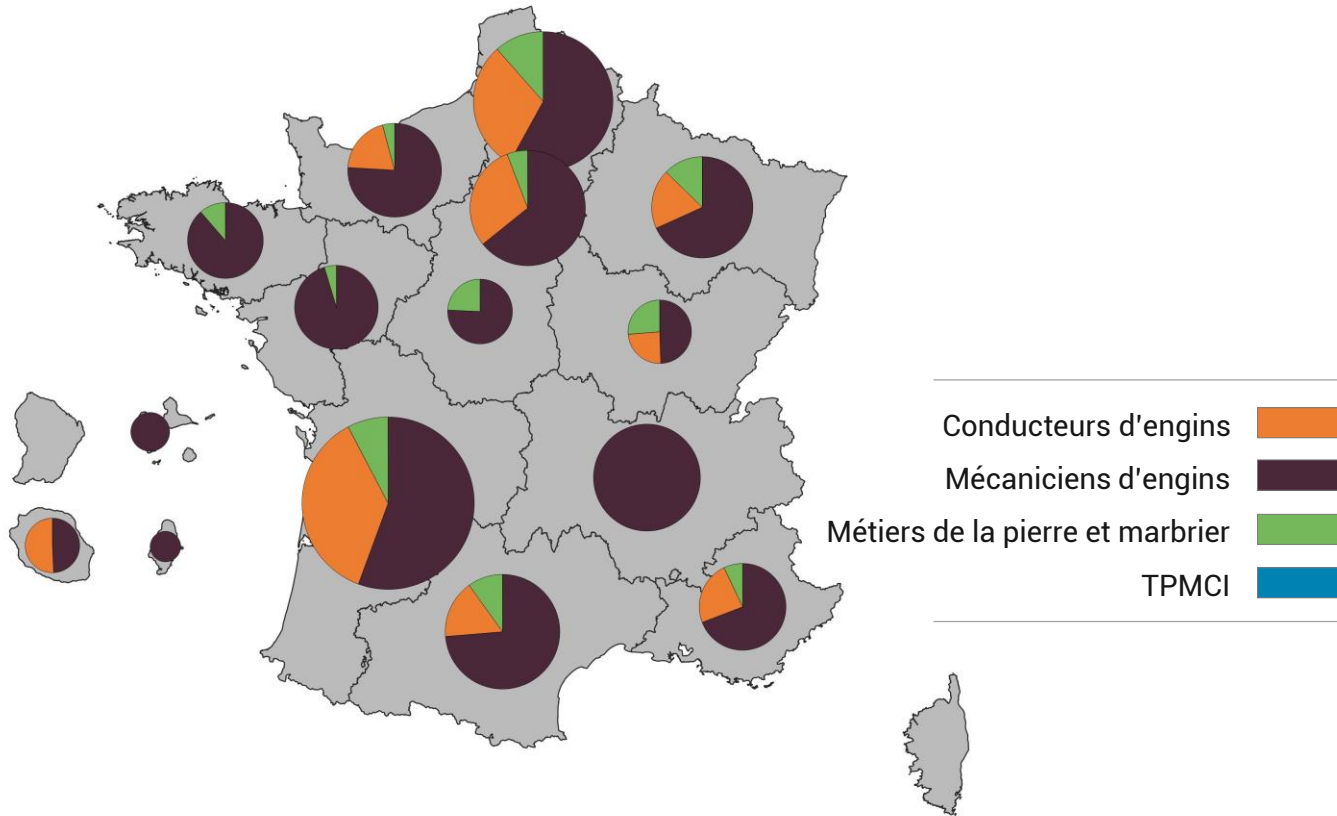 Conducteurs d'engins
Mécaniciens d'engins
Métiers de la pierre et marbrier
TPMCI